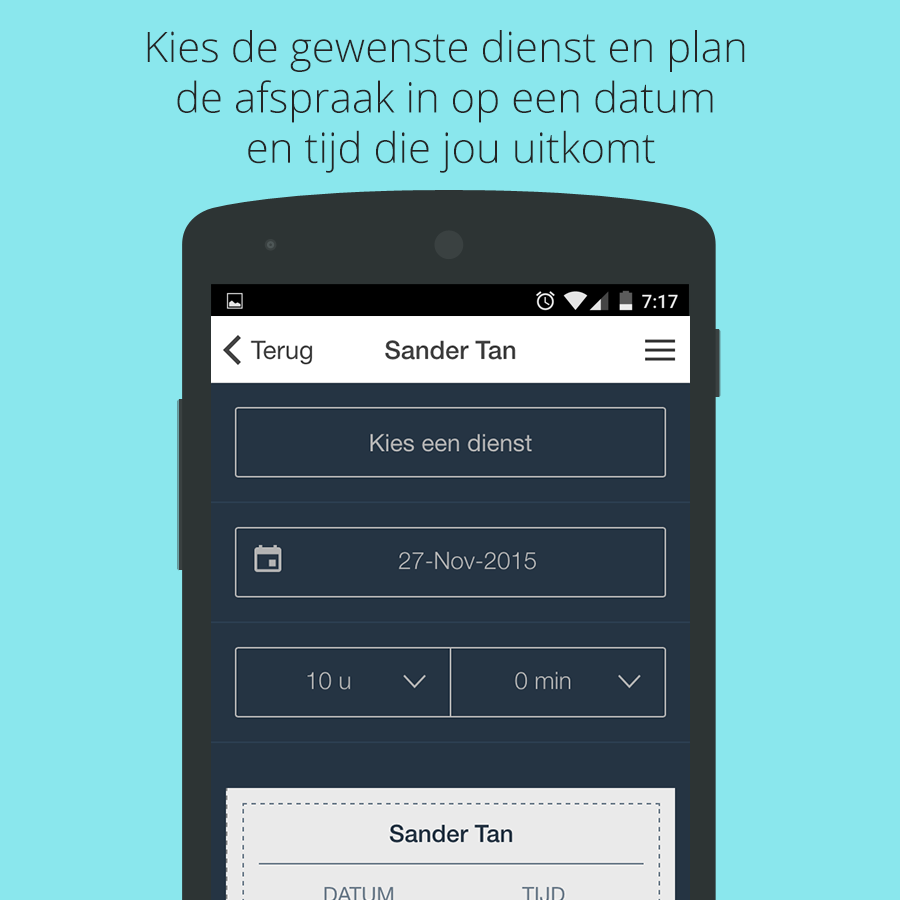 Kies de gewenste dienst en plan
de afspraak in op een datum
en tijd die jou uitkomt
7:17
Terug Sander Tan
Kies een dienst
27-Nov-2015
10 u 0 min
Sander Tan
DATUM TIJD